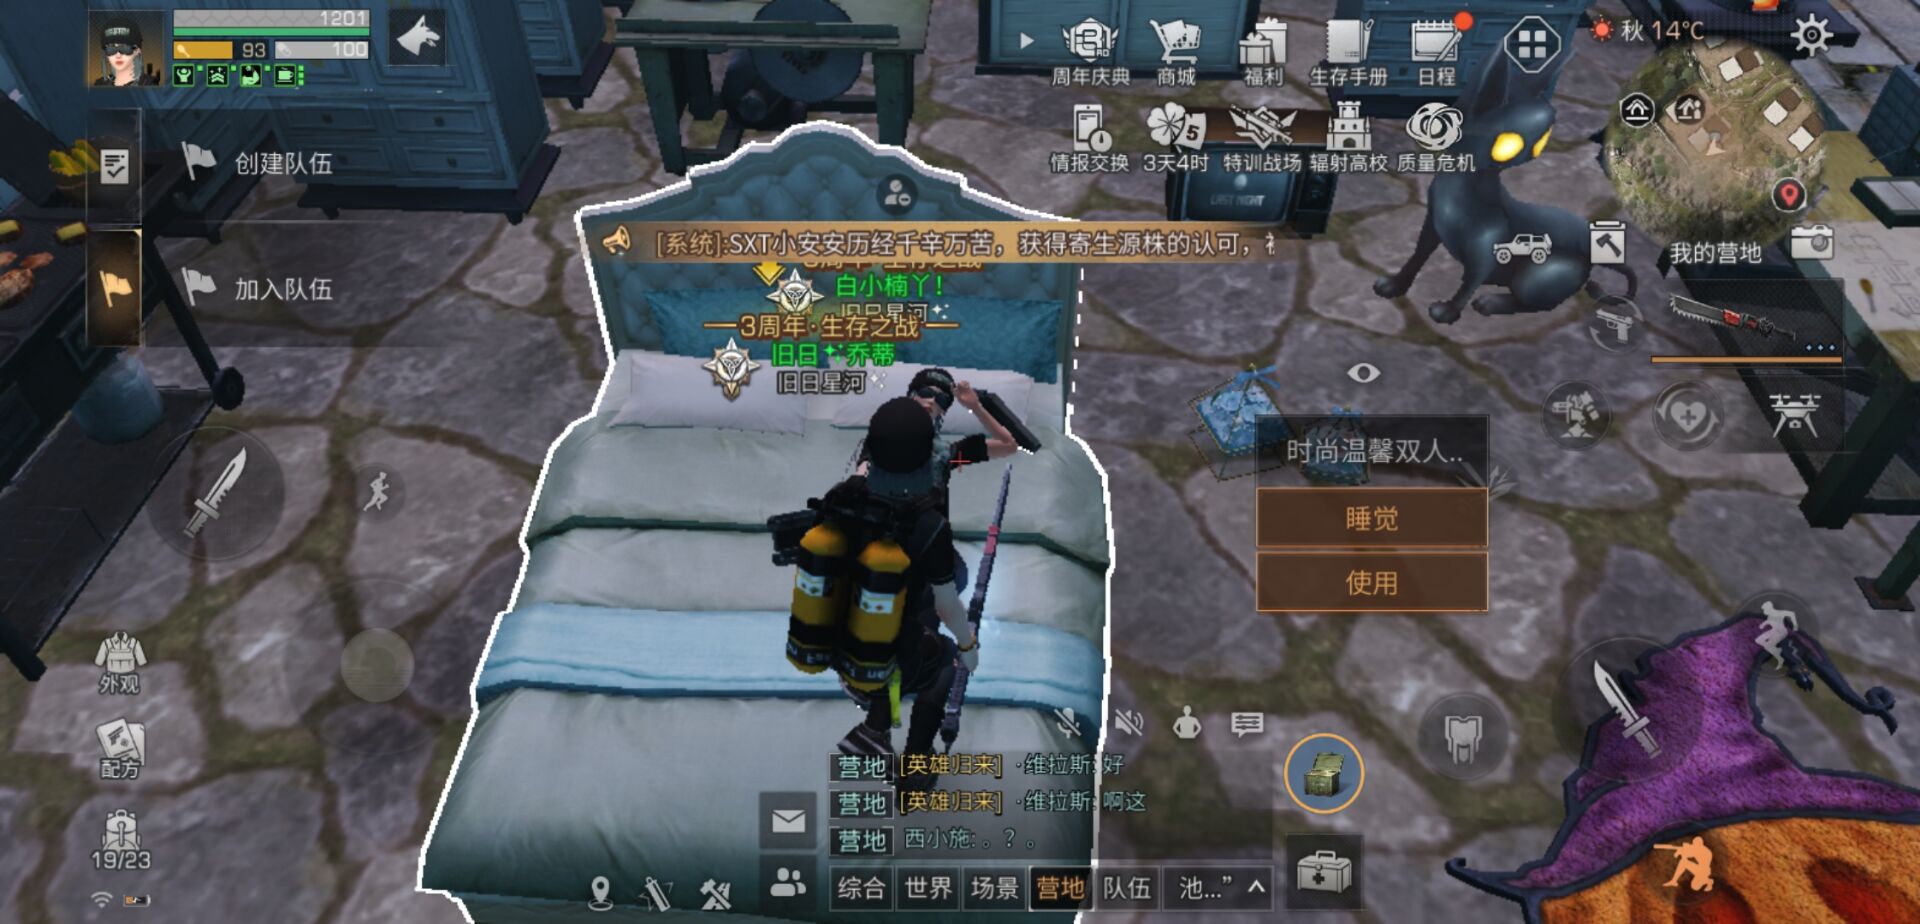 1201
93
100
周年庆典
商城
福利
生存手册
日程
秋 14℃
情报交换
3天4时
特训战场
辐射高校
质量危机
创建队伍
加入队伍
[系统]:SXT小安安历经千辛万苦，获得寄生源株的认可，
白小楠丫！
旧日星河
3周年·生存之战
旧日✨乔蒂
旧日星河
LAST NIGHT
我的营地
时尚温馨双人..
睡觉
使用
外观
配方
19/23
营地 [英雄归来]·维拉斯: 好
营地 [英雄归来]·维拉斯: 啊这
营地 西小施: 。？。
综合 世界 场景 营地 队伍 池...”